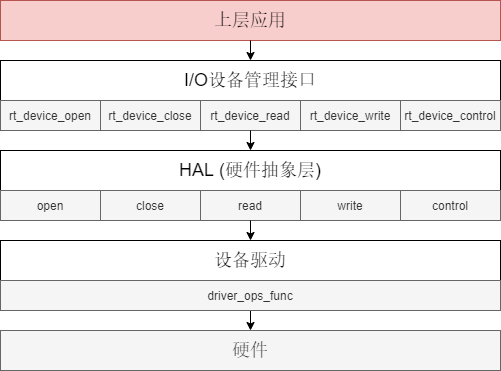 上层应用
I/O设备管理接口
rt_device_open rt_device_close rt_device_read rt_device_write rt_device_control
HAL (硬件抽象层)
open close read write control
设备驱动
driver_ops_func
硬件